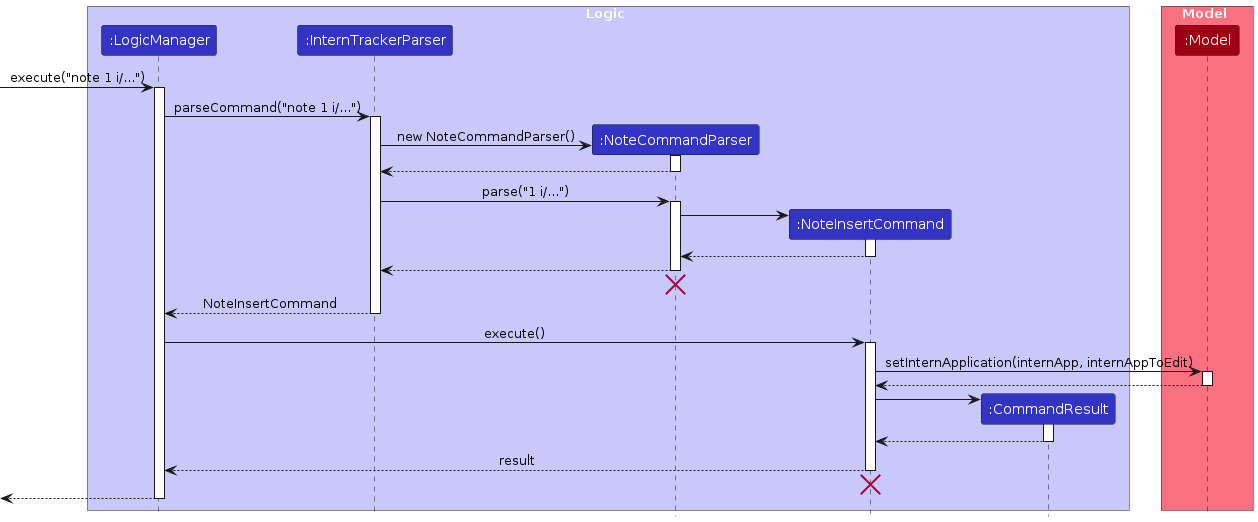 Logic
Model
:LogicManager
:InternTrackerParser
:Model
execute("note 1 i/...")
parseCommand("note 1 i/...")
new NoteCommandParser()
:NoteCommandParser
parse("1 i/...")
:NoteInsertCommand
NoteInsertCommand
execute()
setInternApplication(internApp, internAppToEdit)
:CommandResult
result